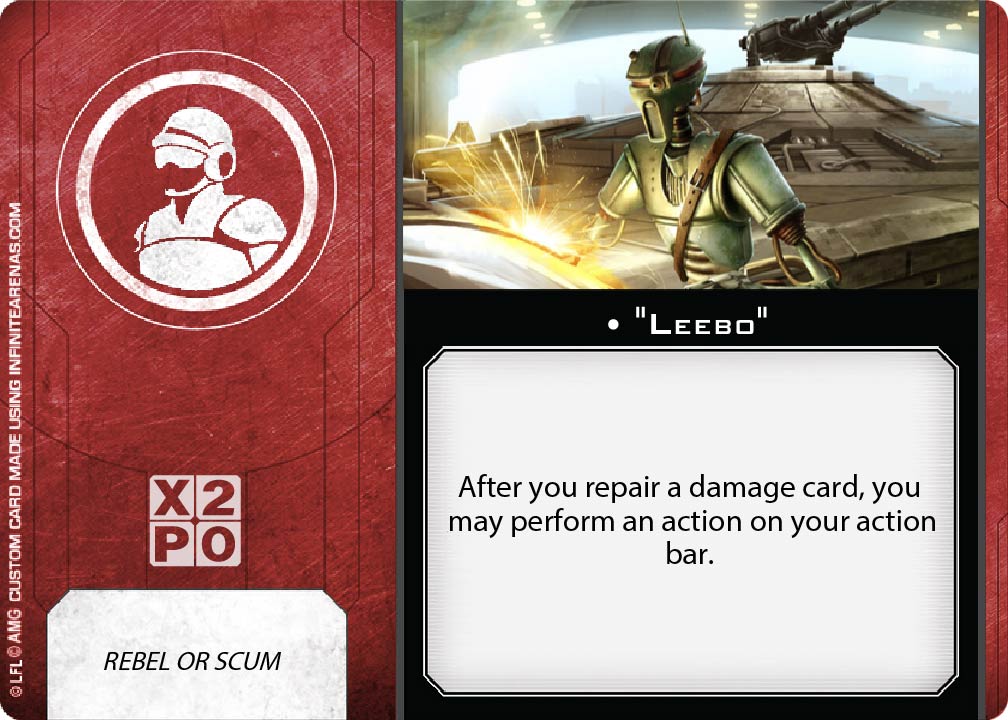 © LFL © AMG CUSTOM CARD MADE USING INFINITEARENAS.COM
X2
PO
REBEL OR SCUM
• "LEEBO"
After you repair a damage card, you
may perform an action on your action
bar.